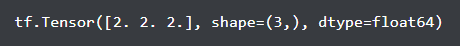 tf.Tensor([2. 2. 2.], shape=(3,), dtype=float64)